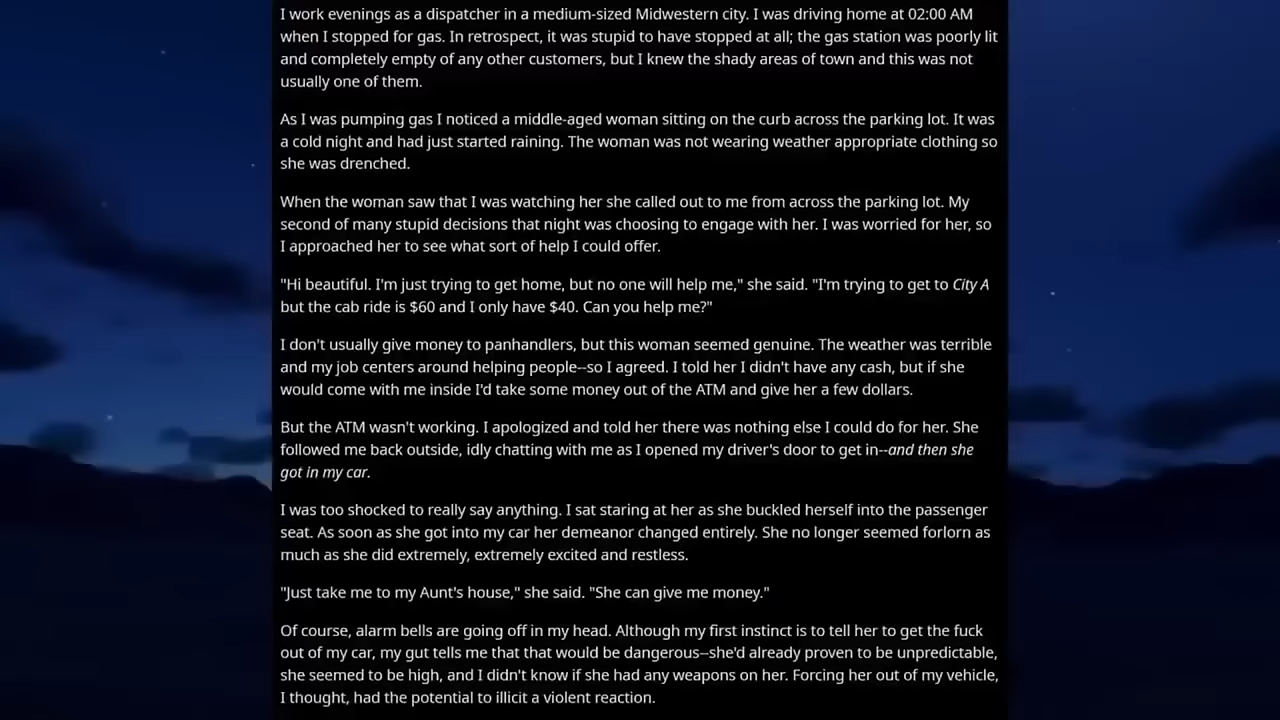 I work evenings as a dispatcher in a medium-sized Midwestern city. I was driving home at 02:00 AM
when I stopped for gas. In retrospect, it was stupid to have stopped at all; the gas station was poorly lit
and completely empty of any other customers, but I knew the shady areas of town and this was not
usually one of them.
As I was pumping gas I noticed a middle-aged woman sitting on the curb across the parking lot. It was
a cold night and had just started raining. The woman was not wearing weather appropriate clothing so
she was drenched.
When the woman saw that I was watching her she called out to me from across the parking lot. My
second of many stupid decisions that night was choosing to engage with her. I was worried for her, so
I approached her to see what sort of help I could offer.
"Hi beautiful. I'm just trying to get home, but no one will help me," she said. "I'm trying to get to City A
but the cab ride is $60 and I only have $40. Can you help me?"
I don't usually give money to panhandlers, but this woman seemed genuine. The weather was terrible
and my job centers around helping people--so I agreed. I told her I didn't have any cash, but if she
would come with me inside I'd take some money out of the ATM and give her a few dollars.
But the ATM wasn't working. I apologized and told her there was nothing else I could do for her. She
followed me back outside, idly chatting with me as I opened my driver's door to get in--and then she
got in my car.
I was too shocked to really say anything. I sat staring at her as she buckled herself into the passenger
seat. As soon as she got into my car her demeanor changed entirely. She no longer seemed forlorn as
much as she did extremely, extremely excited and restless.
"Just take me to my Aunt's house," she said. "She can give me money."
Of course, alarm bells are going off in my head. Although my first instinct is to tell her to get the fuck
out of my car, my gut tells me that that would be dangerous--she'd already proven to be unpredictable,
she seemed to be high, and I didn't know if she had any weapons on her. Forcing her out of my vehicle,
I thought, had the potential to illicit a violent reaction.